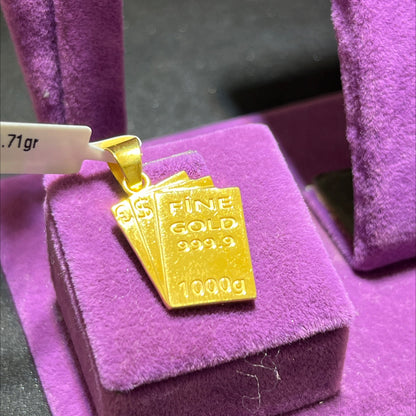 .71gr
€
$
FINE
GOLD
999.9
1000g